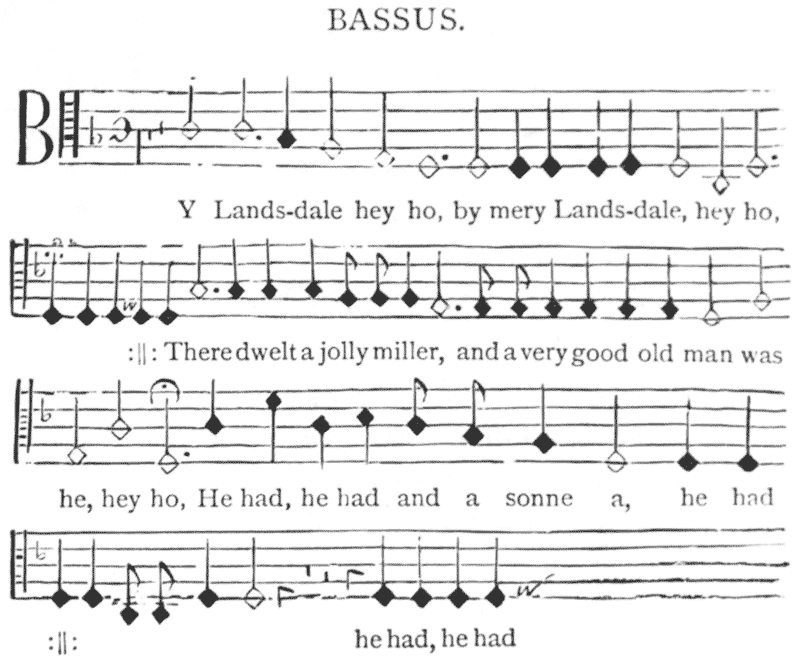 BASSUS.
B
3
Y Lands-dale hey ho, by mery Lands-dale, hey ho,
:||: There dwelt a jolly miller, and a very good old man was
he, hey ho, He had, he had and a sonne a, he had
:||: he had, he had